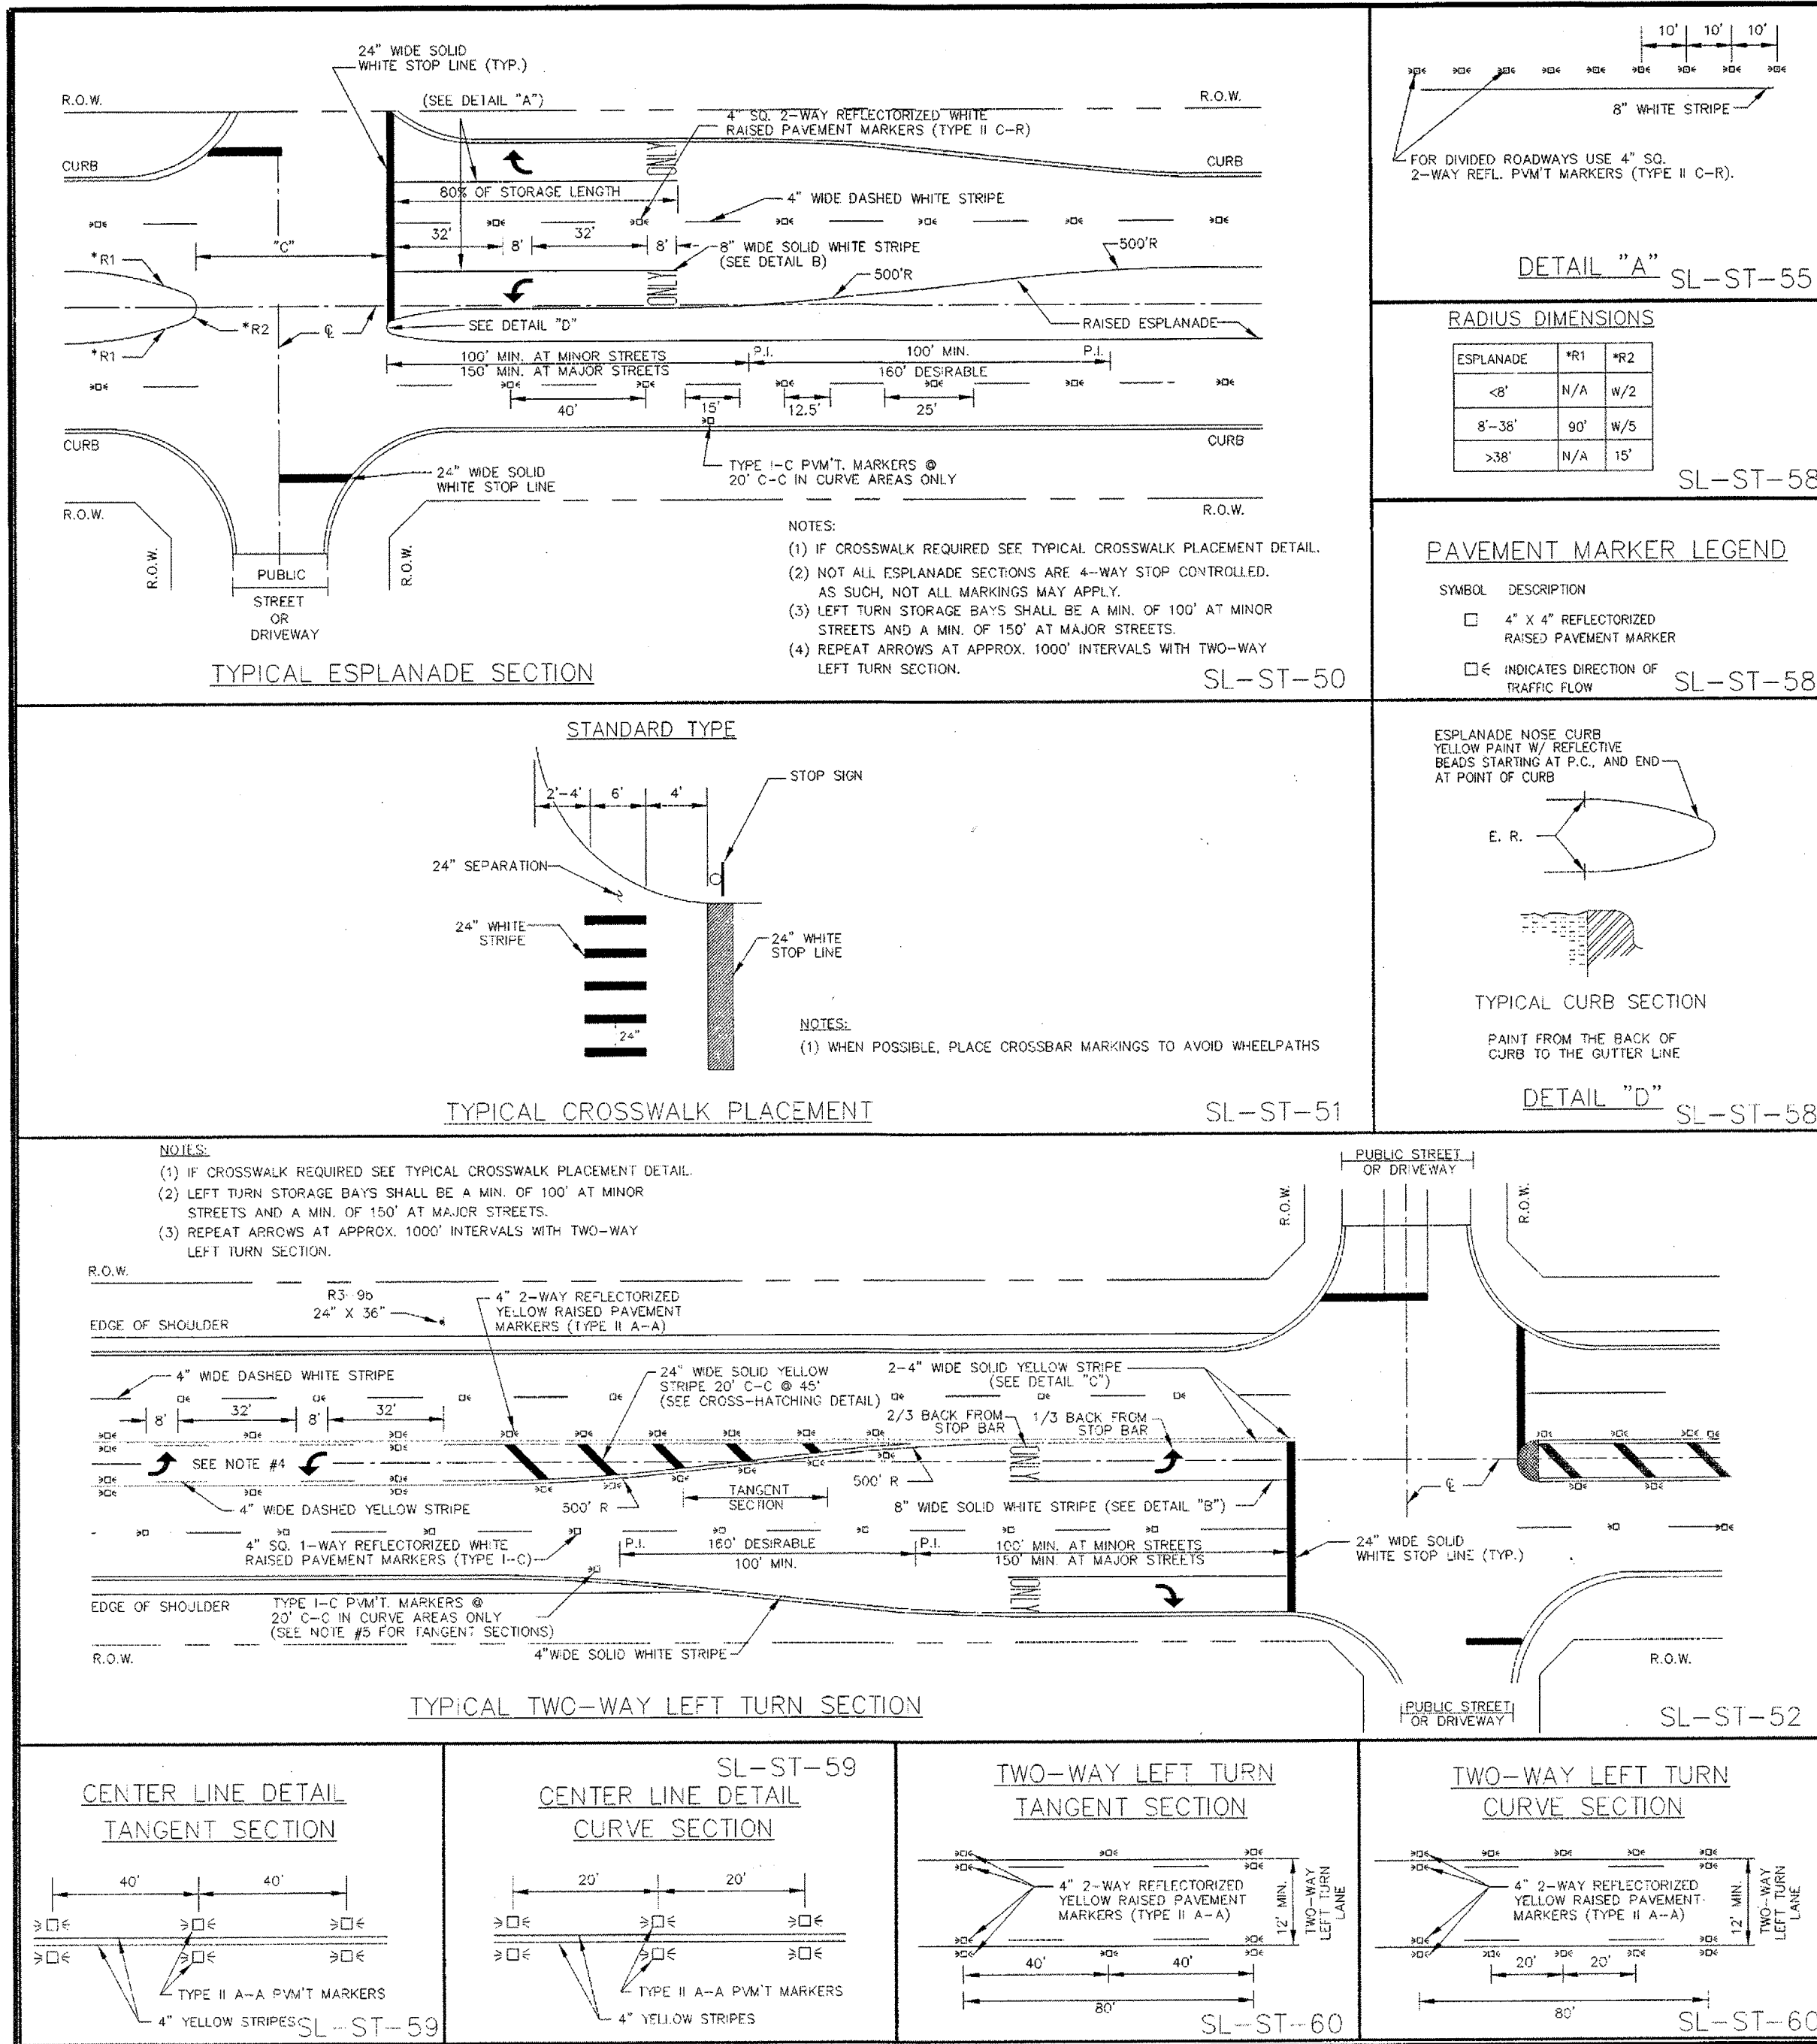 24" WIDE SOLID
WHITE STOP LINE (TYP.)
R.O.W.
(SEE DETAIL "A")
R.O.W.
4" SQ. 2-WAY REFLECTORIZED WHITE
RAISED PAVEMENT MARKERS (TYPE II C-R)
CURB
ONLY
CURB
80% OF STORAGE LENGTH
4" WIDE DASHED WHITE STRIPE
"C"
32'
8'
32'
8'
8" WIDE SOLID WHITE STRIPE
(SEE DETAIL B)
500'R
*R1
500'R
ONLY
*R2
℄
SEE DETAIL "D"
RAISED ESPLANADE
*R1
100' MIN. AT MINOR STREETS
150' MIN. AT MAJOR STREETS
P.I.
100' MIN.
160' DESIRABLE
P.I.
40'
15'
12.5'
25'
CURB
CURB
TYPE I-C PVM'T. MARKERS @
20' C-C IN CURVE AREAS ONLY
24" WIDE SOLID
WHITE STOP LINE
R.O.W.
R.O.W.
R.O.W.
R.O.W.
PUBLIC
STREET
OR
DRIVEWAY
NOTES:
(1) IF CROSSWALK REQUIRED SEE TYPICAL CROSSWALK PLACEMENT DETAIL.
(2) NOT ALL ESPLANADE SECTIONS ARE 4-WAY STOP CONTROLLED.
AS SUCH, NOT ALL MARKINGS MAY APPLY.
(3) LEFT TURN STORAGE BAYS SHALL BE A MIN. OF 100' AT MINOR
STREETS AND A MIN. OF 150' AT MAJOR STREETS.
(4) REPEAT ARROWS AT APPROX. 1000' INTERVALS WITH TWO-WAY
LEFT TURN SECTION.
TYPICAL ESPLANADE SECTION
SL-ST-50
10' 10' 10'
8" WHITE STRIPE
FOR DIVIDED ROADWAYS USE 4" SQ.
2-WAY REFL. PVM'T MARKERS (TYPE II C-R).
DETAIL "A"
SL-ST-55
RADIUS DIMENSIONS
ESPLANADE *R1 *R2
<8' N/A W/2
8'-38' 90' W/5
>38' N/A 15'
SL-ST-58
PAVEMENT MARKER LEGEND
SYMBOL DESCRIPTION
4" X 4" REFLECTORIZED
RAISED PAVEMENT MARKER
INDICATES DIRECTION OF
TRAFFIC FLOW
SL-ST-58
STANDARD TYPE
STOP SIGN
2'-4'
6'
4'
24" SEPARATION
24" WHITE
STRIPE
24" WHITE
STOP LINE
24"
NOTES:
(1) WHEN POSSIBLE, PLACE CROSSBAR MARKINGS TO AVOID WHEELPATHS
TYPICAL CROSSWALK PLACEMENT
SL-ST-51
ESPLANADE NOSE CURB
YELLOW PAINT W/ REFLECTIVE
BEADS STARTING AT P.C., AND END
AT POINT OF CURB
E. R.
TYPICAL CURB SECTION
PAINT FROM THE BACK OF
CURB TO THE GUTTER LINE
DETAIL "D"
SL-ST-58
NOTES:
(1) IF CROSSWALK REQUIRED SEE TYPICAL CROSSWALK PLACEMENT DETAIL.
(2) LEFT TURN STORAGE BAYS SHALL BE A MIN. OF 100' AT MINOR
STREETS AND A MIN. OF 150' AT MAJOR STREETS.
(3) REPEAT ARROWS AT APPROX. 1000' INTERVALS WITH TWO-WAY
LEFT TURN SECTION.
PUBLIC STREET
OR DRIVEWAY
R.O.W.
R.O.W.
R.O.W.
R3-9b
24" X 36"
4" 2-WAY REFLECTORIZED
YELLOW RAISED PAVEMENT
MARKERS (TYPE II A-A)
EDGE OF SHOULDER
4" WIDE DASHED WHITE STRIPE
24" WIDE SOLID YELLOW
STRIPE 20' C-C @ 45°
(SEE CROSS-HATCHING DETAIL)
2-4" WIDE SOLID YELLOW STRIPE
(SEE DETAIL "C")
8'
32'
8'
32'
2/3 BACK FROM
STOP BAR
1/3 BACK FROM
STOP BAR
SEE NOTE #4
ONLY
℄
500' R
500' R
TANGENT
SECTION
4" WIDE DASHED YELLOW STRIPE
8" WIDE SOLID WHITE STRIPE (SEE DETAIL "B")
4" SQ. 1-WAY REFLECTORIZED WHITE
RAISED PAVEMENT MARKERS (TYPE I-C)
P.I.
160' DESIRABLE
100' MIN.
P.I.
100' MIN. AT MINOR STREETS
150' MIN. AT MAJOR STREETS
24" WIDE SOLID
WHITE STOP LINE (TYP.)
ONLY
EDGE OF SHOULDER
TYPE I-C PVM'T. MARKERS @
20' C-C IN CURVE AREAS ONLY
(SEE NOTE #5 FOR TANGENT SECTIONS)
4"WIDE SOLID WHITE STRIPE
R.O.W.
R.O.W.
TYPICAL TWO-WAY LEFT TURN SECTION
PUBLIC STREET
OR DRIVEWAY
SL-ST-52
CENTER LINE DETAIL
TANGENT SECTION
40'
40'
TYPE II A-A PVM'T MARKERS
4" YELLOW STRIPES
SL-ST-59
SL-ST-59
CENTER LINE DETAIL
CURVE SECTION
20'
20'
TYPE II A-A PVM'T MARKERS
4" YELLOW STRIPES
TWO-WAY LEFT TURN
TANGENT SECTION
4" 2-WAY REFLECTORIZED
YELLOW RAISED PAVEMENT
MARKERS (TYPE II A-A)
12' MIN.
TWO-WAY
LEFT TURN
LANE
40'
40'
80'
SL-ST-60
TWO-WAY LEFT TURN
CURVE SECTION
4" 2-WAY REFLECTORIZED
YELLOW RAISED PAVEMENT
MARKERS (TYPE II A-A)
12' MIN.
TWO-WAY
LEFT TURN
LANE
20'
20'
80'
SL-ST-60